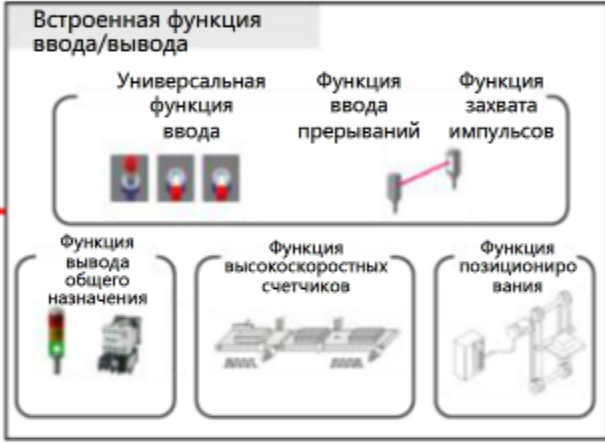 Встроенная функция
ввода/вывода
Универсальная
функция
ввода
Функция
ввода
прерываний
Функция
захвата
импульсов
Функция
вывода
общего
назначения
Функция
высокоскоростных
счетчиков
Функция
позициониро
вания